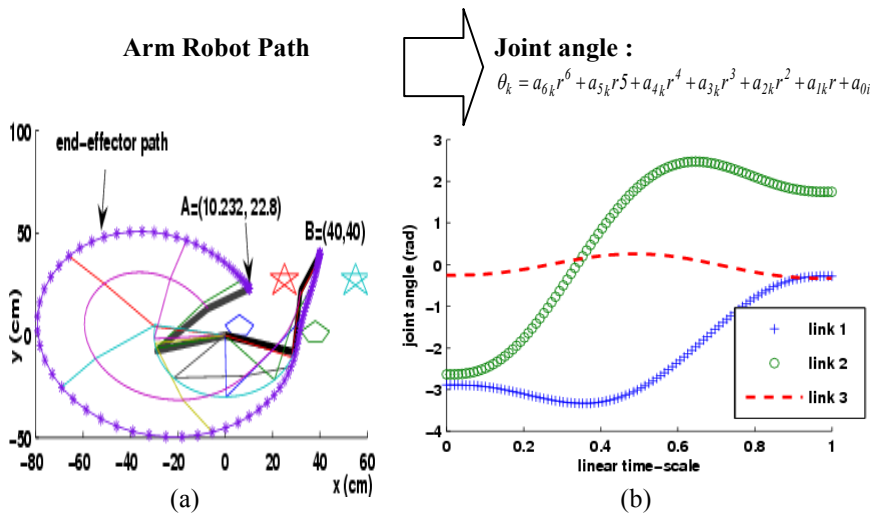 Arm Robot Path
Joint angle :
θₖ = a₆ₖr⁶ + a₅ₖr5 + a₄ₖr⁴ + a₃ₖr³ + a₂ₖr² + a₁ₖr + a₀ᵢ
100
50
0
−50
y (cm)
end−effector path
A=(10.232, 22.8)
B=(40,40)
−80 −60 −40 −20 0 20 40 60
x (cm)
(a)
3
2
1
0
−1
−2
−3
−4
joint angle (rad)
link 1
link 2
link 3
0 0.2 0.4 0.6 0.8 1
linear time−scale
(b)